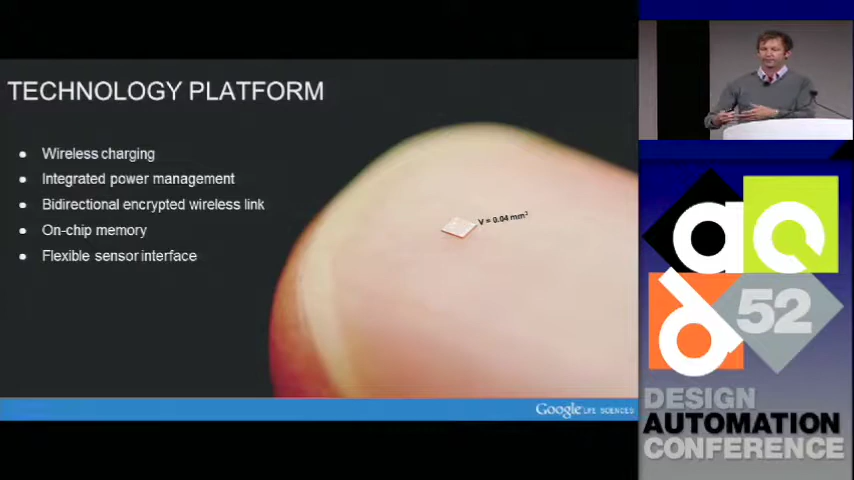 TECHNOLOGY PLATFORM
Wireless charging
Integrated power management
Bidirectional encrypted wireless link
On-chip memory
Flexible sensor interface
V = 0.04 mm³
Google LIFE SCIENCES
dac
52
DESIGN
AUTOMATION
CONFERENCE